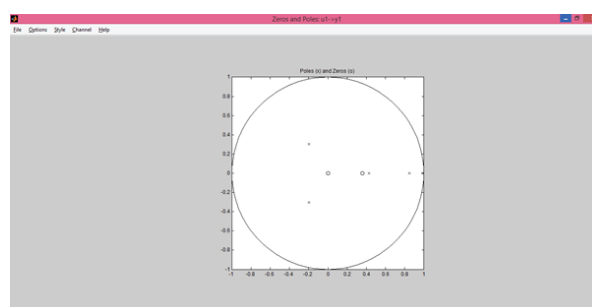 Zeros and Poles: u1->y1
File Options Style Channel Help
Poles (x) and Zeros (o)
1
0.8
0.6
0.4
0.2
0
-0.2
-0.4
-0.6
-0.8
-1
-1 -0.8 -0.6 -0.4 -0.2 0 0.2 0.4 0.6 0.8 1